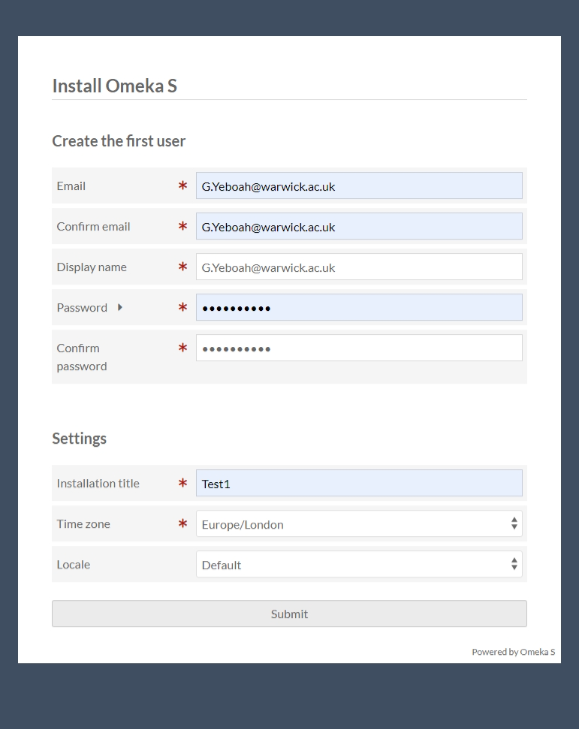 Install Omeka S
Create the first user
Email * G.Yeboah@warwick.ac.uk
Confirm email * G.Yeboah@warwick.ac.uk
Display name * G.Yeboah@warwick.ac.uk
Password * ••••••••••
Confirm password * ••••••••••
Settings
Installation title * Test1
Time zone * Europe/London
Locale Default
Submit
Powered by Omeka S